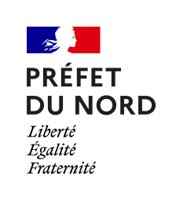 PRÉFET
DU NORD
Liberté
Égalité
Fraternité